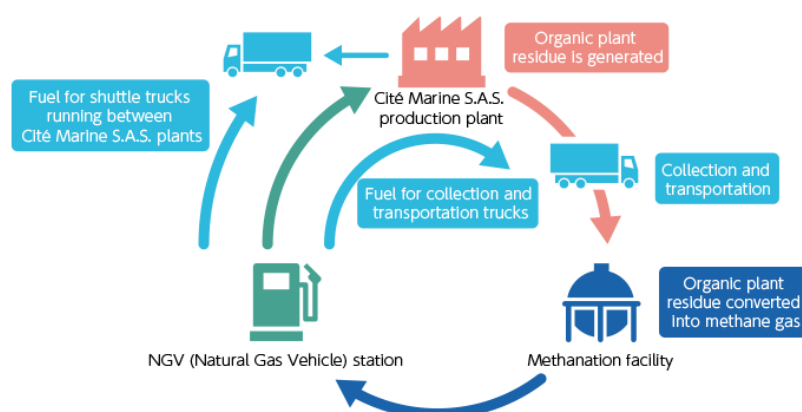 Organic plant
residue is generated
Cité Marine S.A.S.
production plant
Fuel for shuttle trucks
running between
Cité Marine S.A.S. plants
Fuel for collection and
transportation trucks
Collection and
transportation
Organic plant
residue converted
into methane gas
NGV (Natural Gas Vehicle) station
Methanation facility